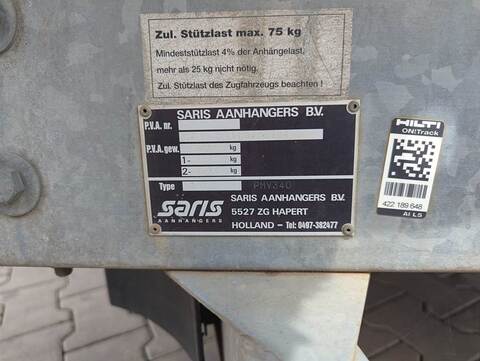 Zul. Stützlast max. 75 kg
Mindeststützlast 4% der Anhängelast,
mehr als 25 kg nicht nötig.
Zul. Stützlast des Zugfahrzeugs beachten !
SARIS AANHANGERS B.V.
P.V.A. nr.
P.V.A. gew. kg
1- kg
2- kg
Type PMV340
saris
AANHANGERS
SARIS AANHANGERS B.V.
5527 ZG HAPERT
HOLLAND – Tel: 0497-382477
HILTI
ON!Track
422 189 648
AI L5